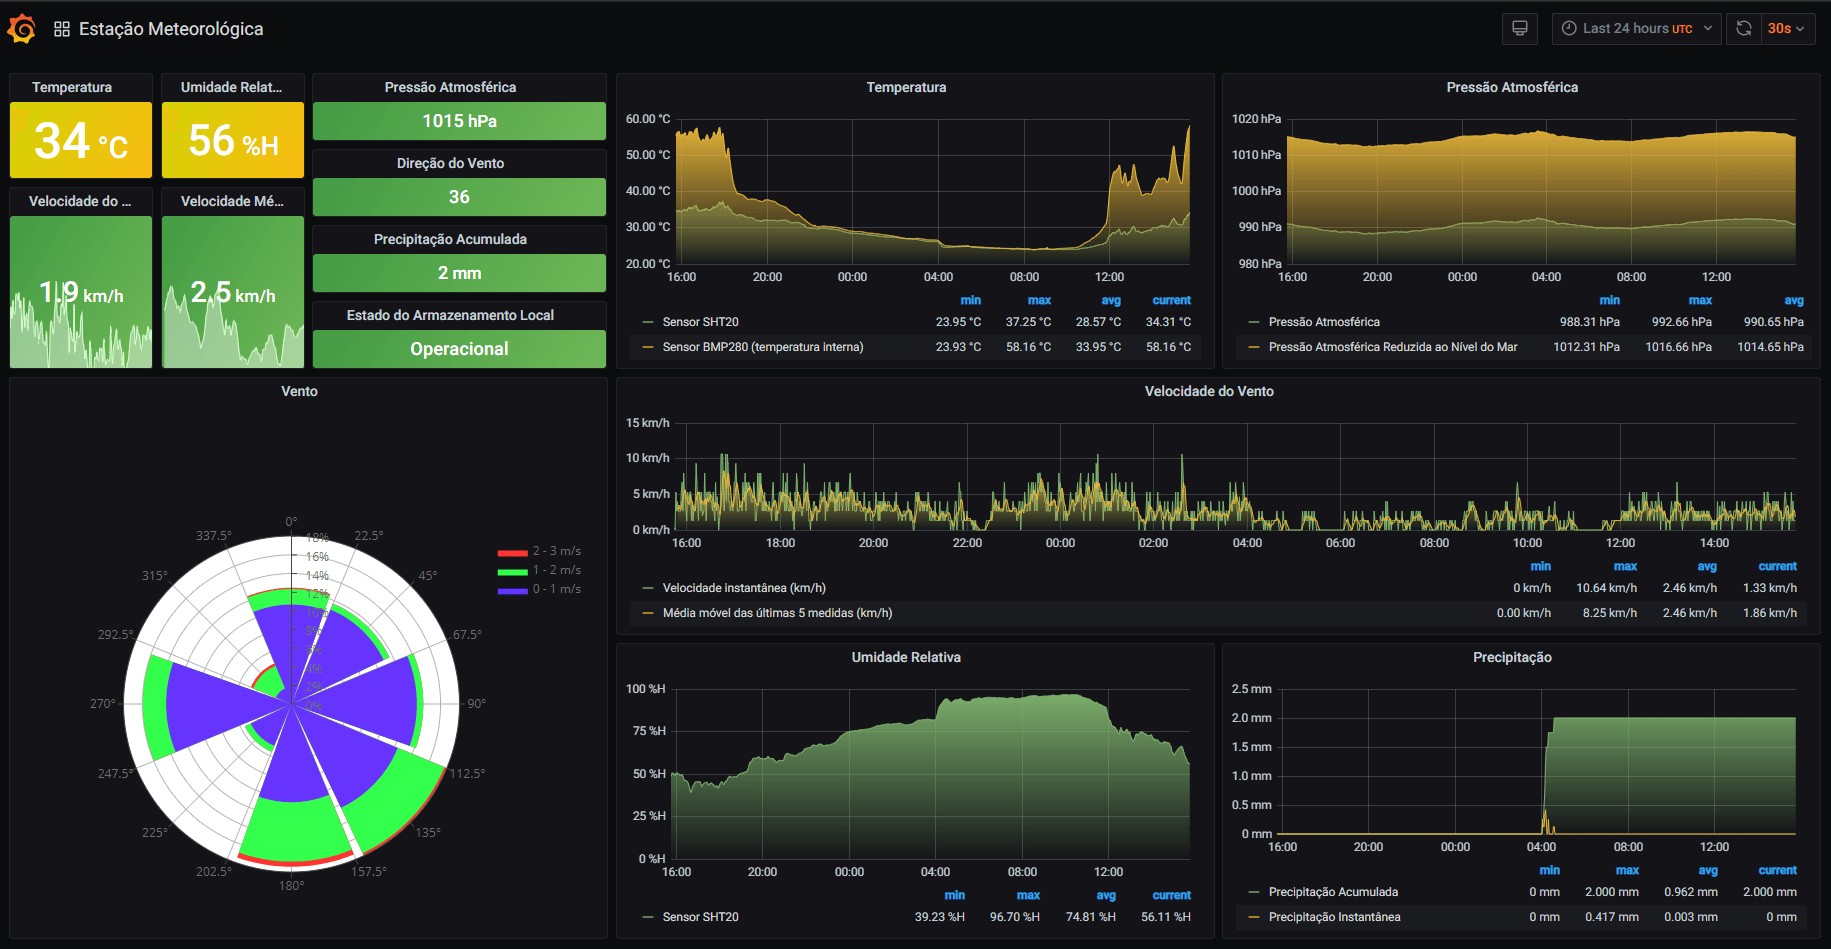 Estação Meteorológica
Last 24 hours UTC
30s
Temperatura
34 °C
Umidade Relat...
56 %H
Pressão Atmosférica
1015 hPa
Direção do Vento
36
Velocidade do ...
1.9 km/h
Velocidade Mé...
2.5 km/h
Precipitação Acumulada
2 mm
Estado do Armazenamento Local
Operacional
Temperatura
60.00 °C
50.00 °C
40.00 °C
30.00 °C
20.00 °C
16:00 20:00 00:00 04:00 08:00 12:00
min max avg current
Sensor SHT20 23.95 °C 37.25 °C 28.57 °C 34.31 °C
Sensor BMP280 (temperatura interna) 23.93 °C 58.16 °C 33.95 °C 58.16 °C
Pressão Atmosférica
1020 hPa
1010 hPa
1000 hPa
990 hPa
980 hPa
16:00 20:00 00:00 04:00 08:00 12:00
min max avg
Pressão Atmosférica 988.31 hPa 992.66 hPa 990.65 hPa
Pressão Atmosférica Reduzida ao Nível do Mar 1012.31 hPa 1016.66 hPa 1014.65 hPa
Vento
0°
22.5°
45°
67.5°
90°
112.5°
135°
157.5°
180°
202.5°
225°
247.5°
270°
292.5°
315°
337.5°
18%
16%
14%
12%
10%
8%
6%
4%
2%
0%
2 - 3 m/s
1 - 2 m/s
0 - 1 m/s
Velocidade do Vento
15 km/h
10 km/h
5 km/h
0 km/h
16:00 18:00 20:00 22:00 00:00 02:00 04:00 06:00 08:00 10:00 12:00 14:00
min max avg current
Velocidade instantânea (km/h) 0 km/h 10.64 km/h 2.46 km/h 1.33 km/h
Média móvel das últimas 5 medidas (km/h) 0.00 km/h 8.25 km/h 2.46 km/h 1.86 km/h
Umidade Relativa
100 %H
75 %H
50 %H
25 %H
0 %H
16:00 20:00 00:00 04:00 08:00 12:00
min max avg current
Sensor SHT20 39.23 %H 96.70 %H 74.81 %H 56.11 %H
Precipitação
2.5 mm
2.0 mm
1.5 mm
1.0 mm
0.5 mm
0 mm
16:00 20:00 00:00 04:00 08:00 12:00
min max avg current
Precipitação Acumulada 0 mm 2.000 mm 0.962 mm 2.000 mm
Precipitação Instantânea 0 mm 0.417 mm 0.003 mm 0 mm